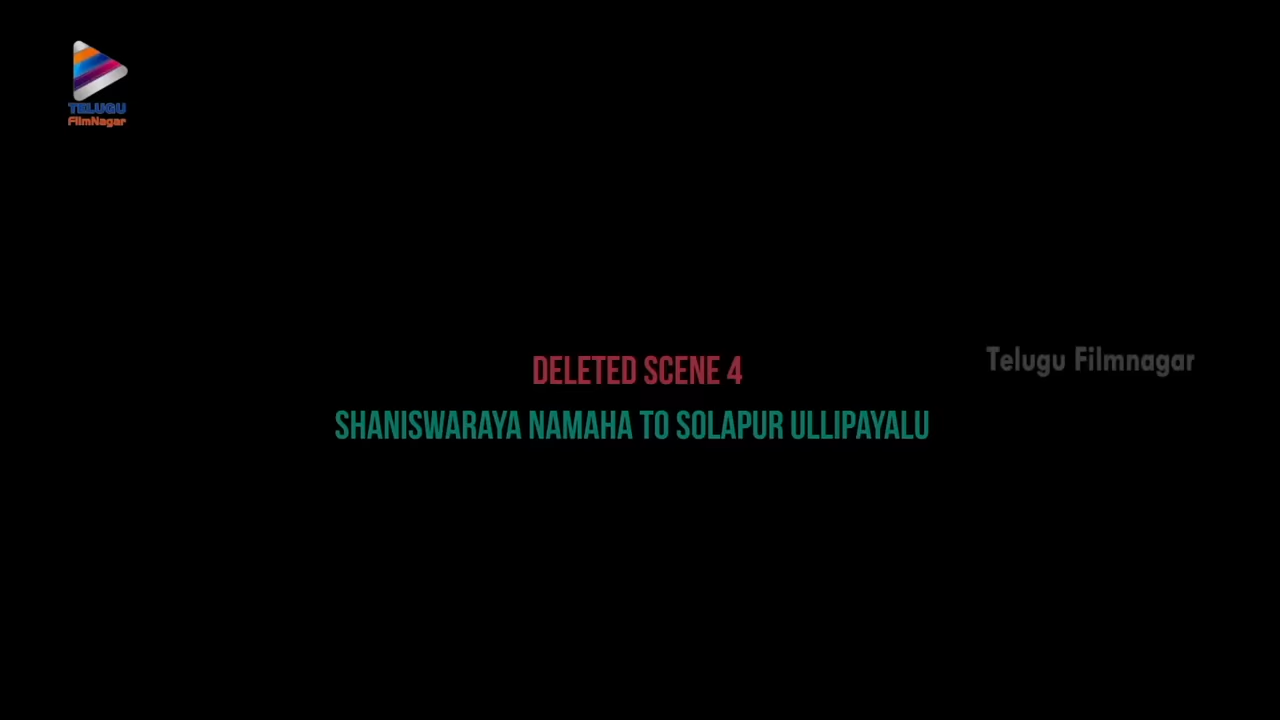 TELUGU
FilmNagar
Telugu Filmnagar
DELETED SCENE 4
SHANISWARAYA NAMAHA TO SOLAPUR ULLIPAYALU